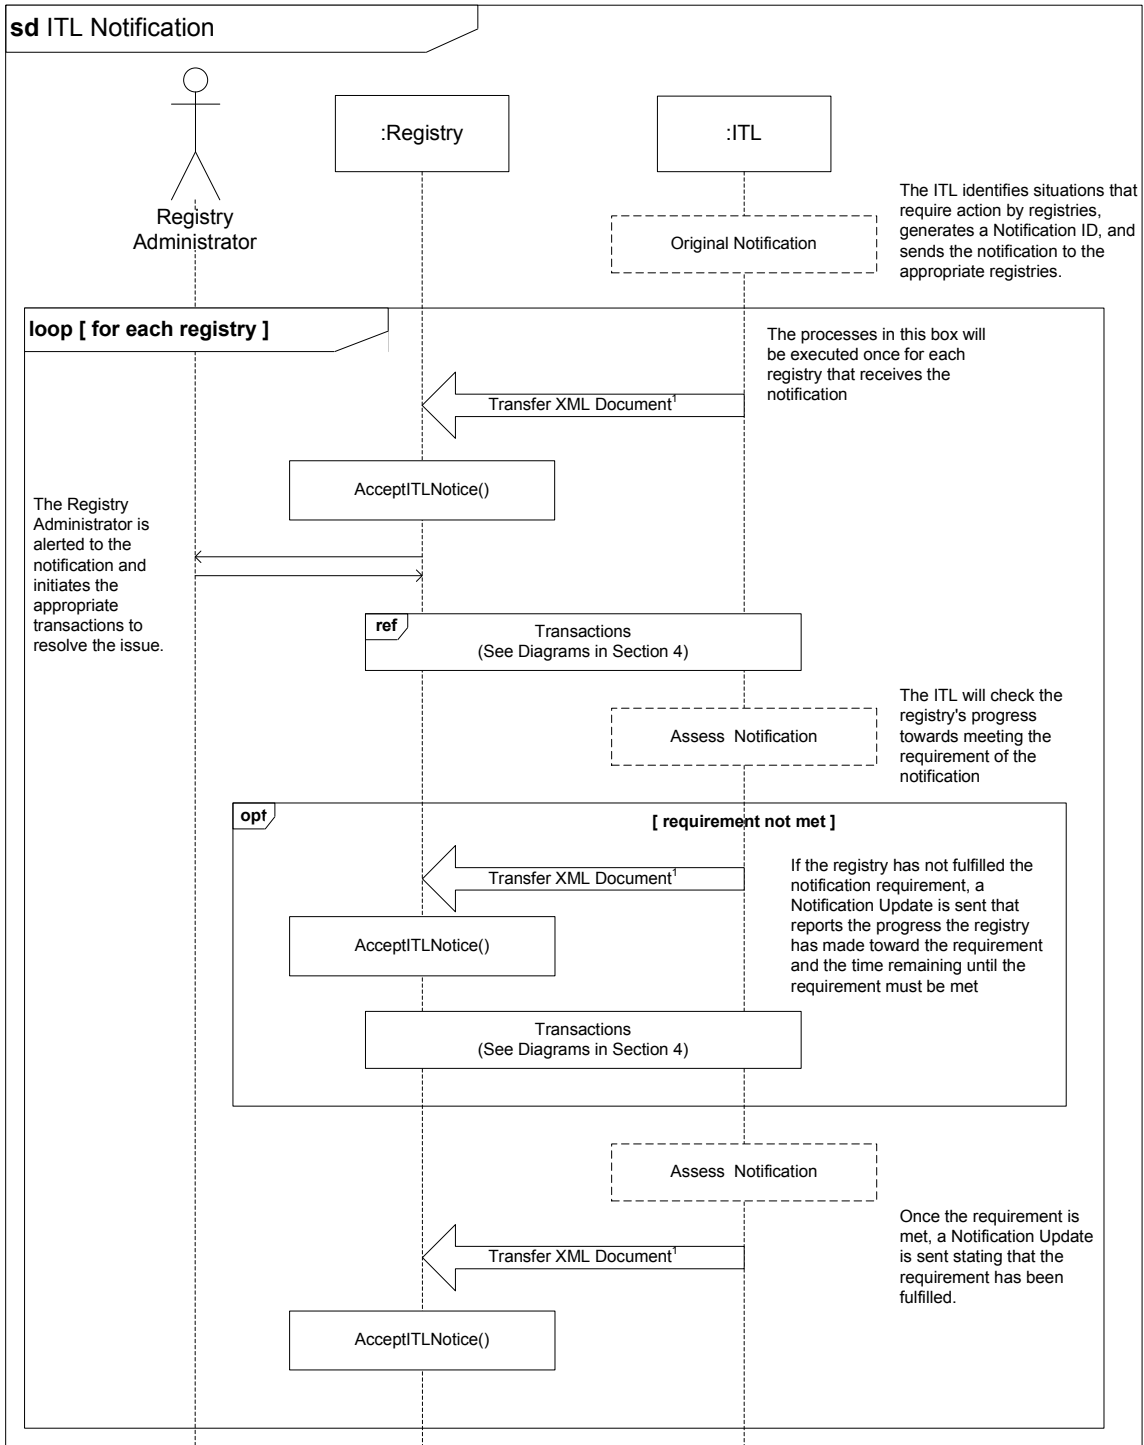 sd ITL Notification
:Registry
:ITL
Registry
Administrator
The ITL identifies situations that
require action by registries,
generates a Notification ID, and
sends the notification to the
appropriate registries.
Original Notification
loop [ for each registry ]
The processes in this box will
be executed once for each
registry that receives the
notification
Transfer XML Document1
AcceptITLNotice()
The Registry
Administrator is
alerted to the
notification and
initiates the
appropriate
transactions to
resolve the issue.
ref
Transactions
(See Diagrams in Section 4)
The ITL will check the
registry's progress
towards meeting the
requirement of the
notification
Assess Notification
opt
[ requirement not met ]
Transfer XML Document1
If the registry has not fulfilled the
notification requirement, a
Notification Update is sent that
reports the progress the registry
has made toward the requirement
and the time remaining until the
requirement must be met
AcceptITLNotice()
Transactions
(See Diagrams in Section 4)
Assess Notification
Once the requirement is
met, a Notification Update
is sent stating that the
requirement has been
fulfilled.
Transfer XML Document1
AcceptITLNotice()